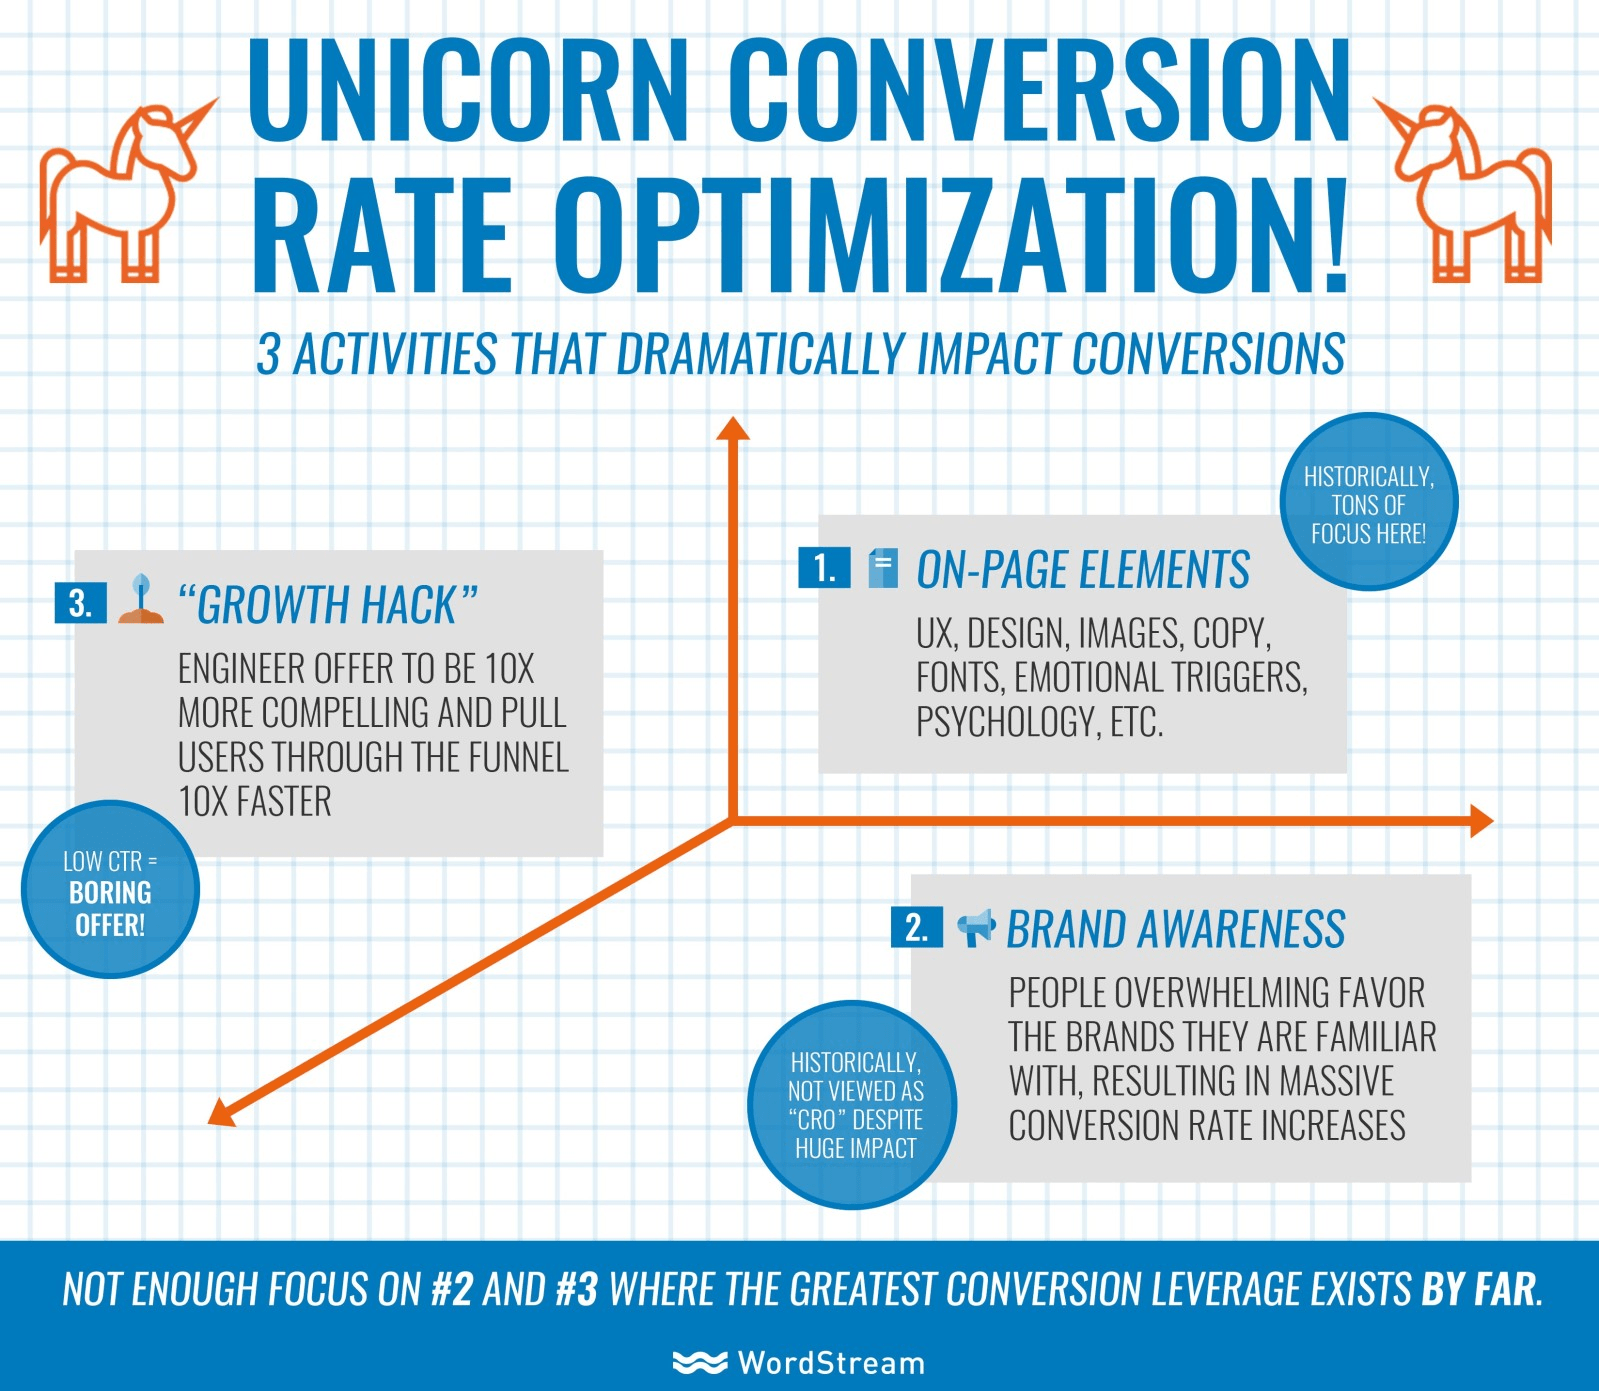 UNICORN CONVERSION
RATE OPTIMIZATION!
3 ACTIVITIES THAT DRAMATICALLY IMPACT CONVERSIONS
HISTORICALLY,
TONS OF
FOCUS HERE!
1. ON-PAGE ELEMENTS
UX, DESIGN, IMAGES, COPY,
FONTS, EMOTIONAL TRIGGERS,
PSYCHOLOGY, ETC.
3. “GROWTH HACK”
ENGINEER OFFER TO BE 10X
MORE COMPELLING AND PULL
USERS THROUGH THE FUNNEL
10X FASTER
LOW CTR =
BORING
OFFER!
2. BRAND AWARENESS
PEOPLE OVERWHELMING FAVOR
THE BRANDS THEY ARE FAMILIAR
WITH, RESULTING IN MASSIVE
CONVERSION RATE INCREASES
HISTORICALLY,
NOT VIEWED AS
“CRO” DESPITE
HUGE IMPACT
NOT ENOUGH FOCUS ON #2 AND #3 WHERE THE GREATEST CONVERSION LEVERAGE EXISTS BY FAR.
WordStream